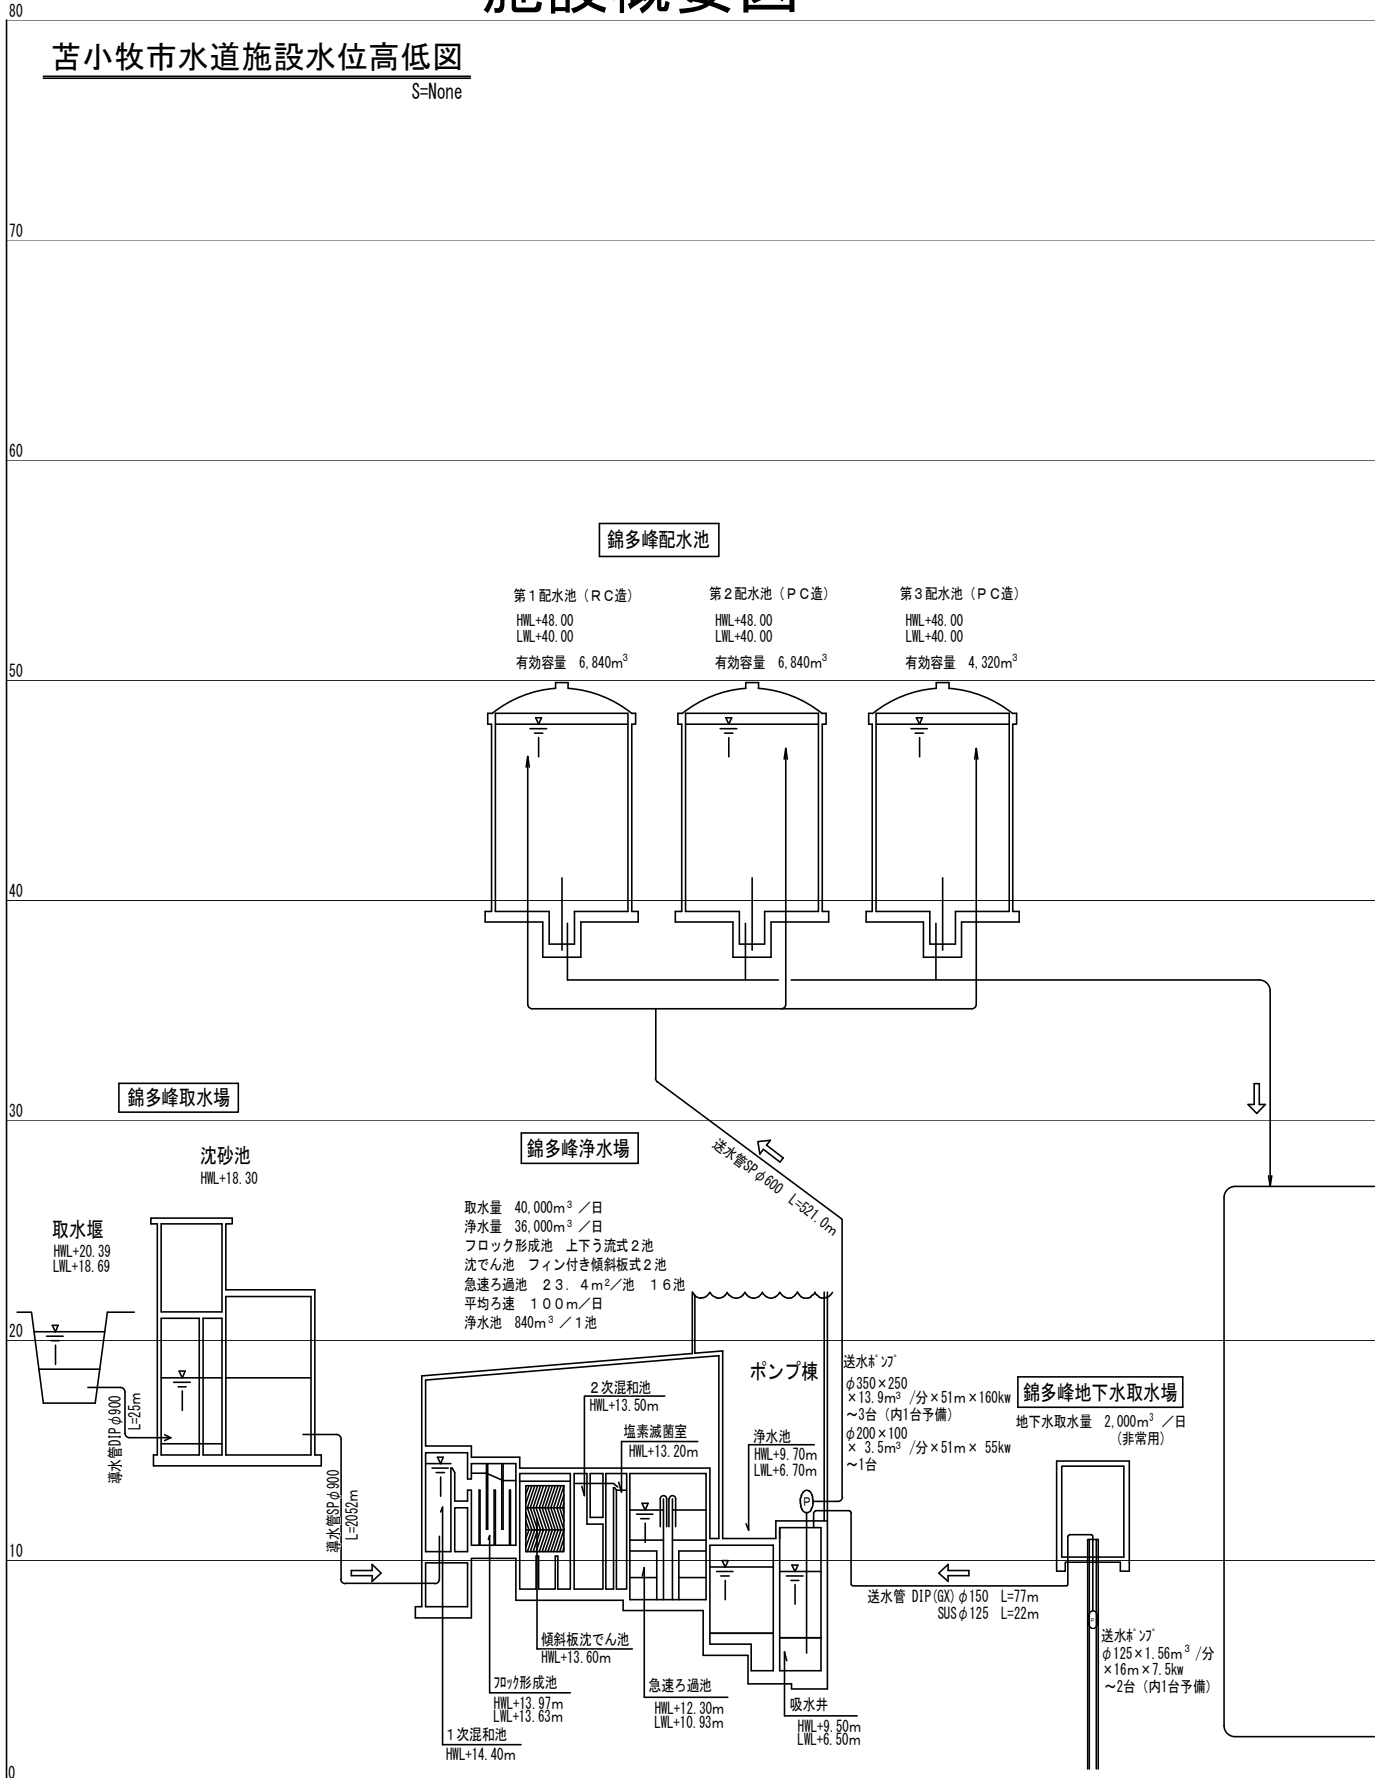 施設概要図
80
苫小牧市水道施設水位高低図
S=None
70
60
錦多峰配水池
第1配水池（RC造）
HWL+48.00
LWL+40.00
有効容量 6,840m³
第2配水池（PC造）
HWL+48.00
LWL+40.00
有効容量 6,840m³
第3配水池（PC造）
HWL+48.00
LWL+40.00
有効容量 4,320m³
50
40
錦多峰取水場
30
沈砂池
HWL+18.30
取水堰
HWL+20.39
LWL+18.69
錦多峰浄水場
取水量 40,000m³／日
浄水量 36,000m³／日
フロック形成池 上下う流式2池
沈でん池 フィン付き傾斜板式2池
急速ろ過池 23.4m²／池 16池
平均ろ速 100m／日
浄水池 840m³／1池
送水管SPφ600 L=521.0m
20
導水管DIPφ900
L=25m
導水管SPφ900
L=2052m
2次混和池
HWL+13.50m
塩素滅菌室
HWL+13.20m
ポンプ棟
浄水池
HWL+9.70m
LWL+6.70m
P
送水ﾎﾟﾝﾌﾟ
φ350×250
×13.9m³/分×51m×160kw
～3台（内1台予備）
φ200×100
× 3.5m³/分×51m× 55kw
～1台
錦多峰地下水取水場
地下水取水量 2,000m³／日
（非常用）
10
送水管 DIP(GX)φ150 L=77m
SUSφ125 L=22m
P
送水ﾎﾟﾝﾌﾟ
φ125×1.56m³/分
×16m×7.5kw
～2台（内1台予備）
傾斜板沈でん池
HWL+13.60m
ﾌﾛｯｸ形成池
HWL+13.97m
LWL+13.63m
1次混和池
HWL+14.40m
急速ろ過池
HWL+12.30m
LWL+10.93m
吸水井
HWL+9.50m
LWL+6.50m
0